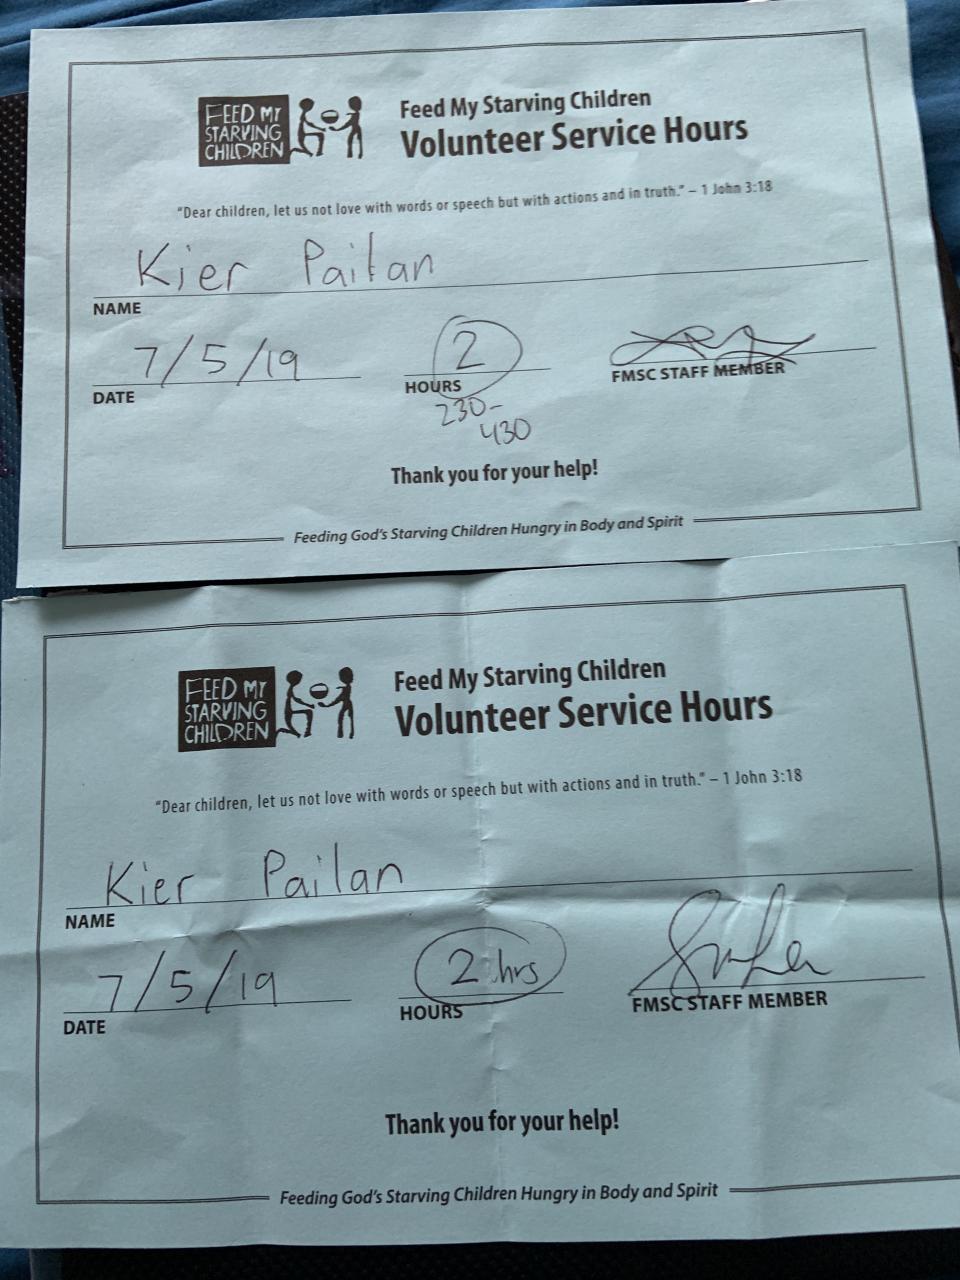 FEED MY
STARVING
CHILDREN
Feed My Starving Children
Volunteer Service Hours
"Dear children, let us not love with words or speech but with actions and in truth." – 1 John 3:18
Kier Pailan
NAME
7/5/19 2
DATE HOURS FMSC STAFF MEMBER
230-
430
Thank you for your help!
Feeding God's Starving Children Hungry in Body and Spirit
FEED MY
STARVING
CHILDREN
Feed My Starving Children
Volunteer Service Hours
"Dear children, let us not love with words or speech but with actions and in truth." – 1 John 3:18
Kier Pailan
NAME
7/5/19 2 hrs
DATE HOURS FMSC STAFF MEMBER
Thank you for your help!
Feeding God's Starving Children Hungry in Body and Spirit